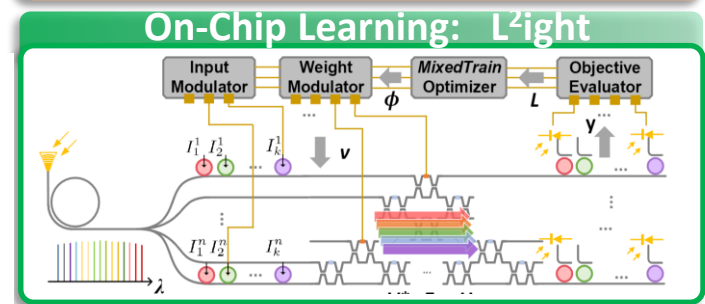 On-Chip Learning: L²ight
Input Modulator
Weight Modulator
MixedTrain Optimizer
Objective Evaluator
ϕ
L
...
v
y
...
I₁¹ I₂¹ ... Iₖ¹
...
⋮
⋮
I₁ⁿ I₂ⁿ ... Iₖⁿ
...
...
λ